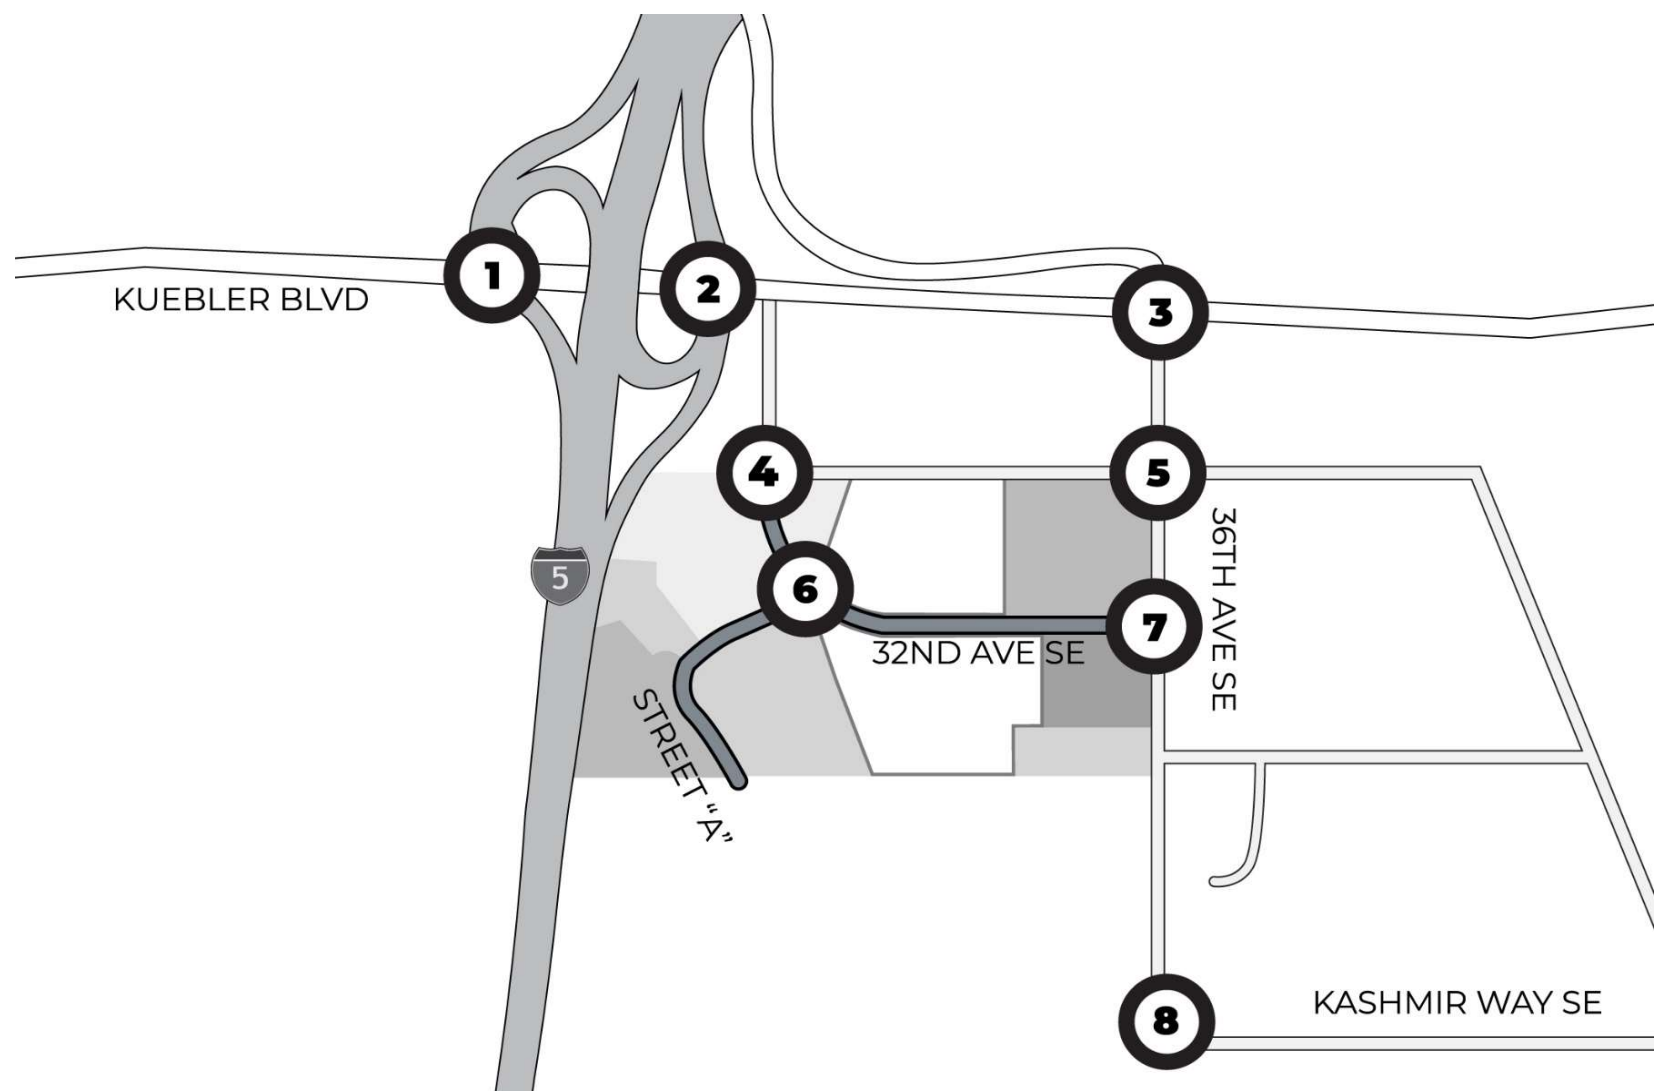 1
2
KUEBLER BLVD
3
4
5
36TH AVE SE
5
6
7
32ND AVE SE
STREET “A”
8
KASHMIR WAY SE